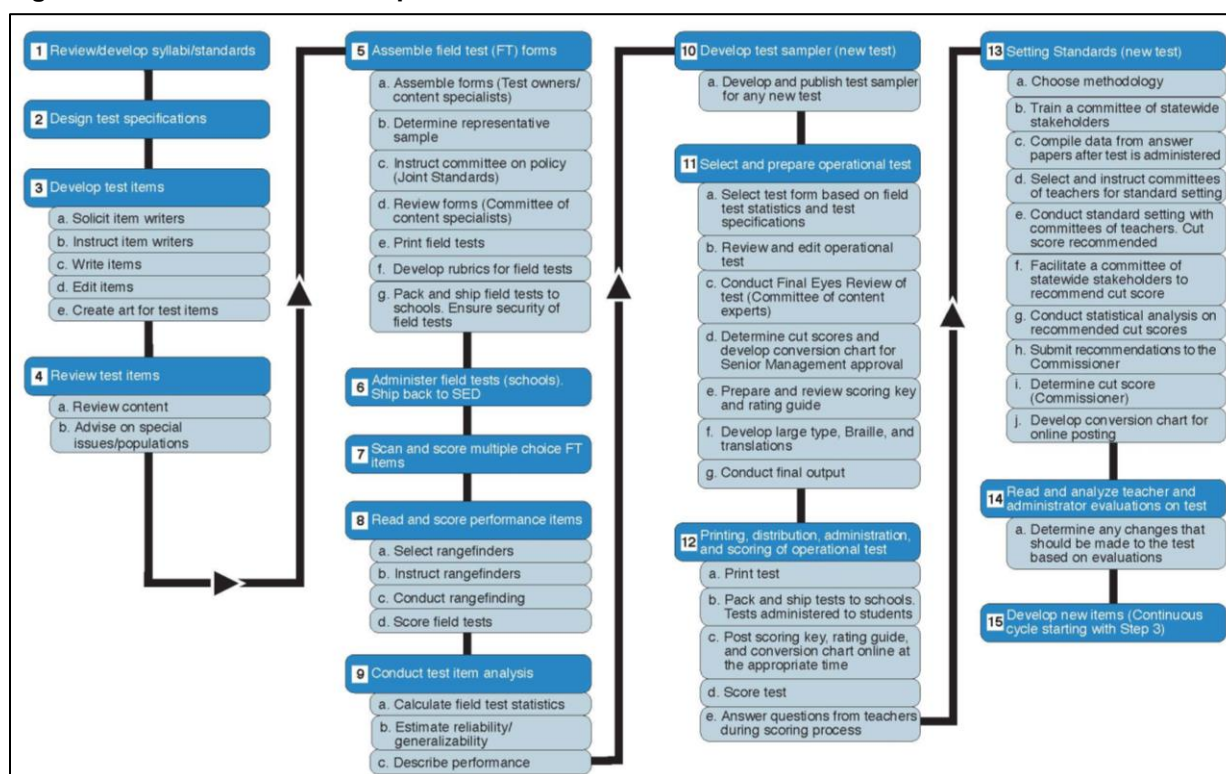 1 Review/develop syllabi/standards
2 Design test specifications
3 Develop test items
a. Solicit item writers
b. Instruct item writers
c. Write items
d. Edit items
e. Create art for test items
4 Review test items
a. Review content
b. Advise on special
issues/populations
5 Assemble field test (FT) forms
a. Assemble forms (Test owners/
content specialists)
b. Determine representative
sample
c. Instruct committee on policy
(Joint Standards)
d. Review forms (Committee of
content specialists)
e. Print field tests
f. Develop rubrics for field tests
g. Pack and ship field tests to
schools. Ensure security of
field tests
6 Administer field tests (schools).
Ship back to SED
7 Scan and score multiple choice FT
items
8 Read and score performance items
a. Select rangefinders
b. Instruct rangefinders
c. Conduct rangefinding
d. Score field tests
9 Conduct test item analysis
a. Calculate field test statistics
b. Estimate reliability/
generalizability
c. Describe performance
10 Develop test sampler (new test)
a. Develop and publish test sampler
for any new test
11 Select and prepare operational test
a. Select test form based on field
test statistics and test
specifications
b. Review and edit operational
test
c. Conduct Final Eyes Review of
test (Committee of content
experts)
d. Determine cut scores and
develop conversion chart for
Senior Management approval
e. Prepare and review scoring key
and rating guide
f. Develop large type, Braille, and
translations
g. Conduct final output
12 Printing, distribution, administration,
and scoring of operational test
a. Print test
b. Pack and ship tests to schools.
Tests administered to students
c. Post scoring key, rating guide,
and conversion chart online at
the appropriate time
d. Score test
e. Answer questions from teachers
during scoring process
13 Setting Standards (new test)
a. Choose methodology
b. Train a committee of statewide
stakeholders
c. Compile data from answer
papers after test is administered
d. Select and instruct committees
of teachers for standard setting
e. Conduct standard setting with
committees of teachers. Cut
score recommended
f. Facilitate a committee of
statewide stakeholders to
recommend cut score
g. Conduct statistical analysis on
recommended cut scores
h. Submit recommendations to the
Commissioner
i. Determine cut score
(Commissioner)
j. Develop conversion chart for
online posting
14 Read and analyze teacher and
administrator evaluations on test
a. Determine any changes that
should be made to the test
based on evaluations
15 Develop new items (Continuous
cycle starting with Step 3)